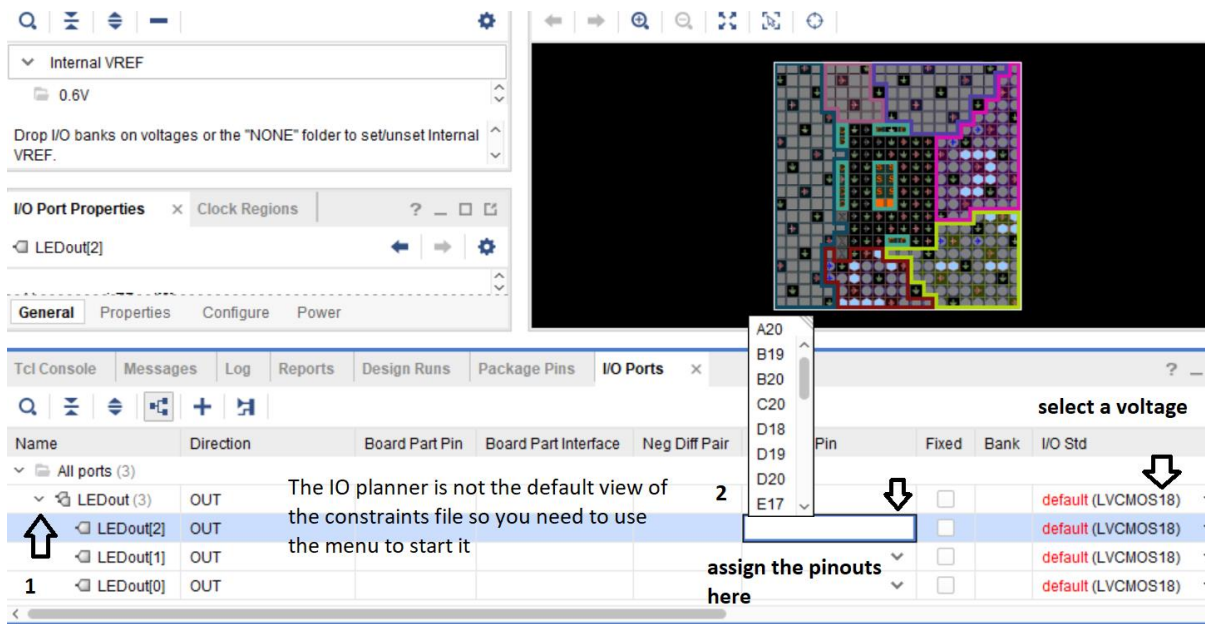 Internal VREF
0.6V
Drop I/O banks on voltages or the "NONE" folder to set/unset Internal
VREF.
I/O Port Properties × Clock Regions ?
LEDout[2]
General Properties Configure Power
A20
B19
B20
C20
D18
D19
D20
E17
Tcl Console Messages Log Reports Design Runs Package Pins I/O Ports × ?
select a voltage
Name Direction Board Part Pin Board Part Interface Neg Diff Pair Pin Fixed Bank I/O Std
All ports (3)
LEDout (3) OUT default (LVCMOS18)
LEDout[2] OUT default (LVCMOS18)
LEDout[1] OUT default (LVCMOS18)
LEDout[0] OUT default (LVCMOS18)
The IO planner is not the default view of
the constraints file so you need to use
the menu to start it
1
2
assign the pinouts
here